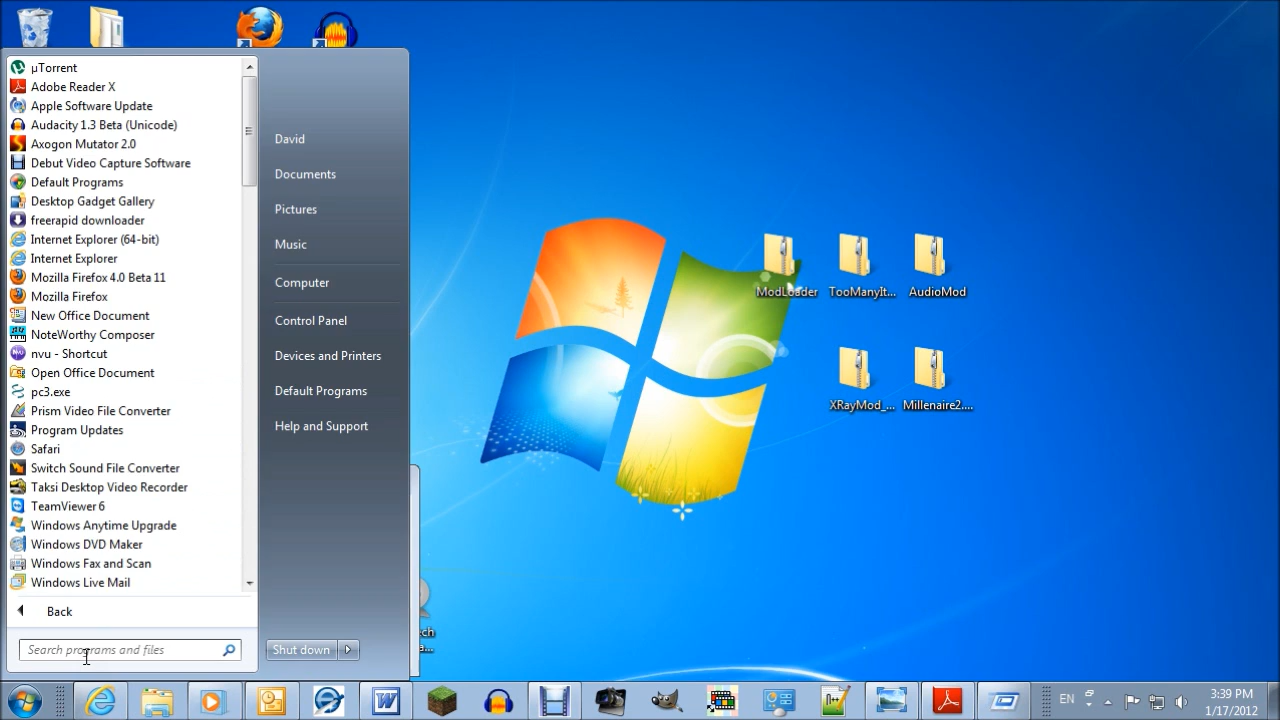 µTorrent
Adobe Reader X
Apple Software Update
Audacity 1.3 Beta (Unicode)
Axogon Mutator 2.0
Debut Video Capture Software
Default Programs
Desktop Gadget Gallery
freerapid downloader
Internet Explorer (64-bit)
Internet Explorer
Mozilla Firefox 4.0 Beta 11
Mozilla Firefox
New Office Document
NoteWorthy Composer
nvu - Shortcut
Open Office Document
pc3.exe
Prism Video File Converter
Program Updates
Safari
Switch Sound File Converter
Taksi Desktop Video Recorder
TeamViewer 6
Windows Anytime Upgrade
Windows DVD Maker
Windows Fax and Scan
Windows Live Mail
Back
Search programs and files
David
Documents
Pictures
Music
Computer
Control Panel
Devices and Printers
Default Programs
Help and Support
Shut down
ModLoader
TooManyIt...
AudioMod
XRayMod_...
Millenaire2....
EN
3:39 PM
1/17/2012